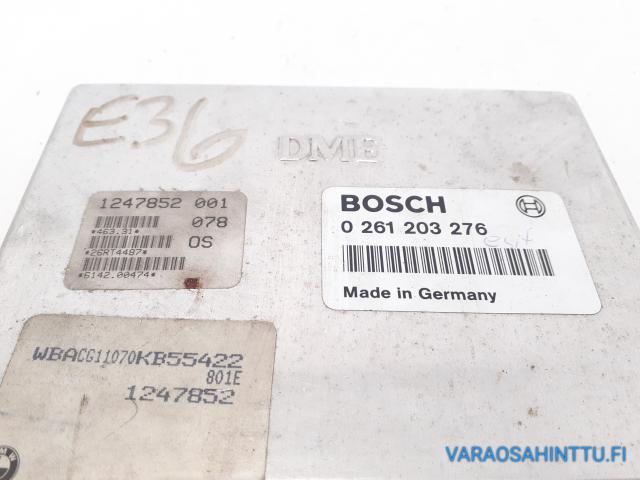 E36
DME
1247852 001
078
*463.31*
OS
*26RT4487*
*6142.00474*
BOSCH
0 261 203 276
Made in Germany
WBACG11070KB55422
801E
1247852
VARAOSAHINTTU.FI